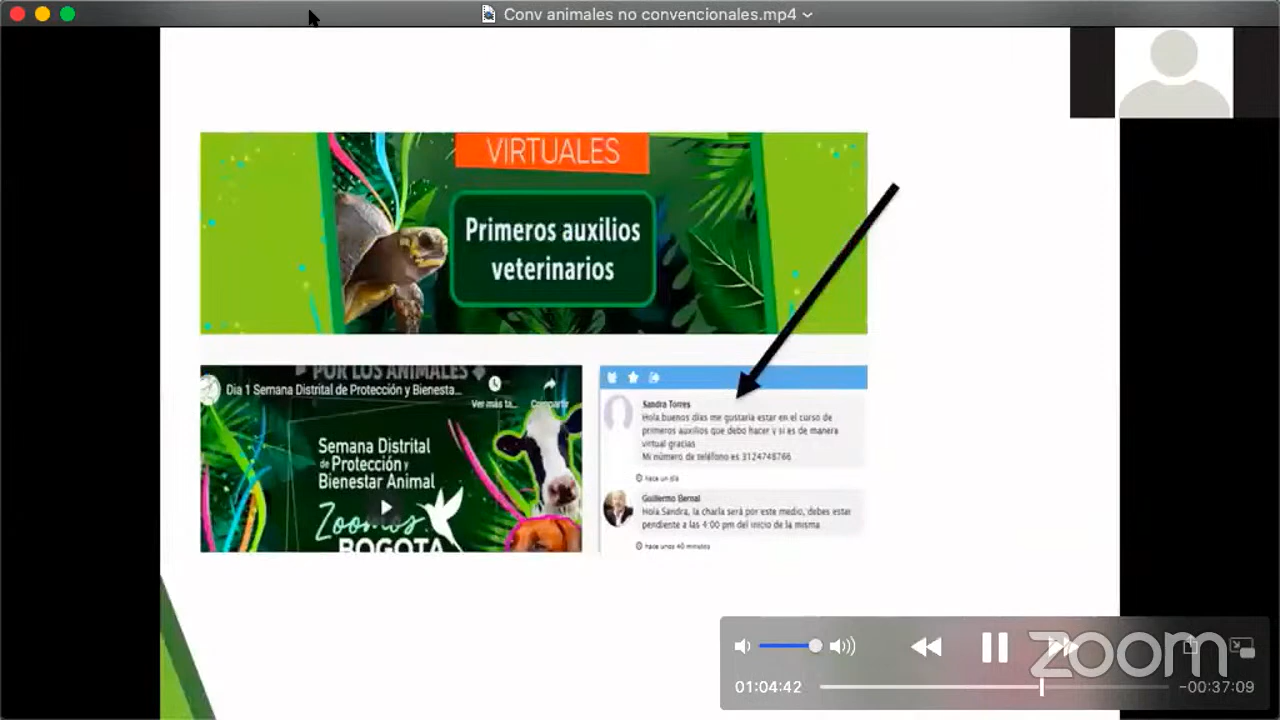 Conv animales no convencionales.mp4
VIRTUALES
Primeros auxilios
veterinarios
POR LOS ANIMALES
Dia 1 Semana Distrital de Protección y Bienesta...
Ver más ta...
Compartir
Semana Distrital
de Protección y
Bienestar Animal
Zoomos
BOGOTA
Sandra Torres
Hola buenos dias me gustaria estar en el curso de
primeros auxilios que debo hacer y si es de manera
virtual gracias
Mi número de teléfono es 3124748766
hace un día
Guillermo Bernal
Hola Sandra, la charla será por este medio, debes estar
pendiente a las 4:00 pm del inicio de la misma
hace unos 40 minutos
zoom
01:04:42
-00:37:09